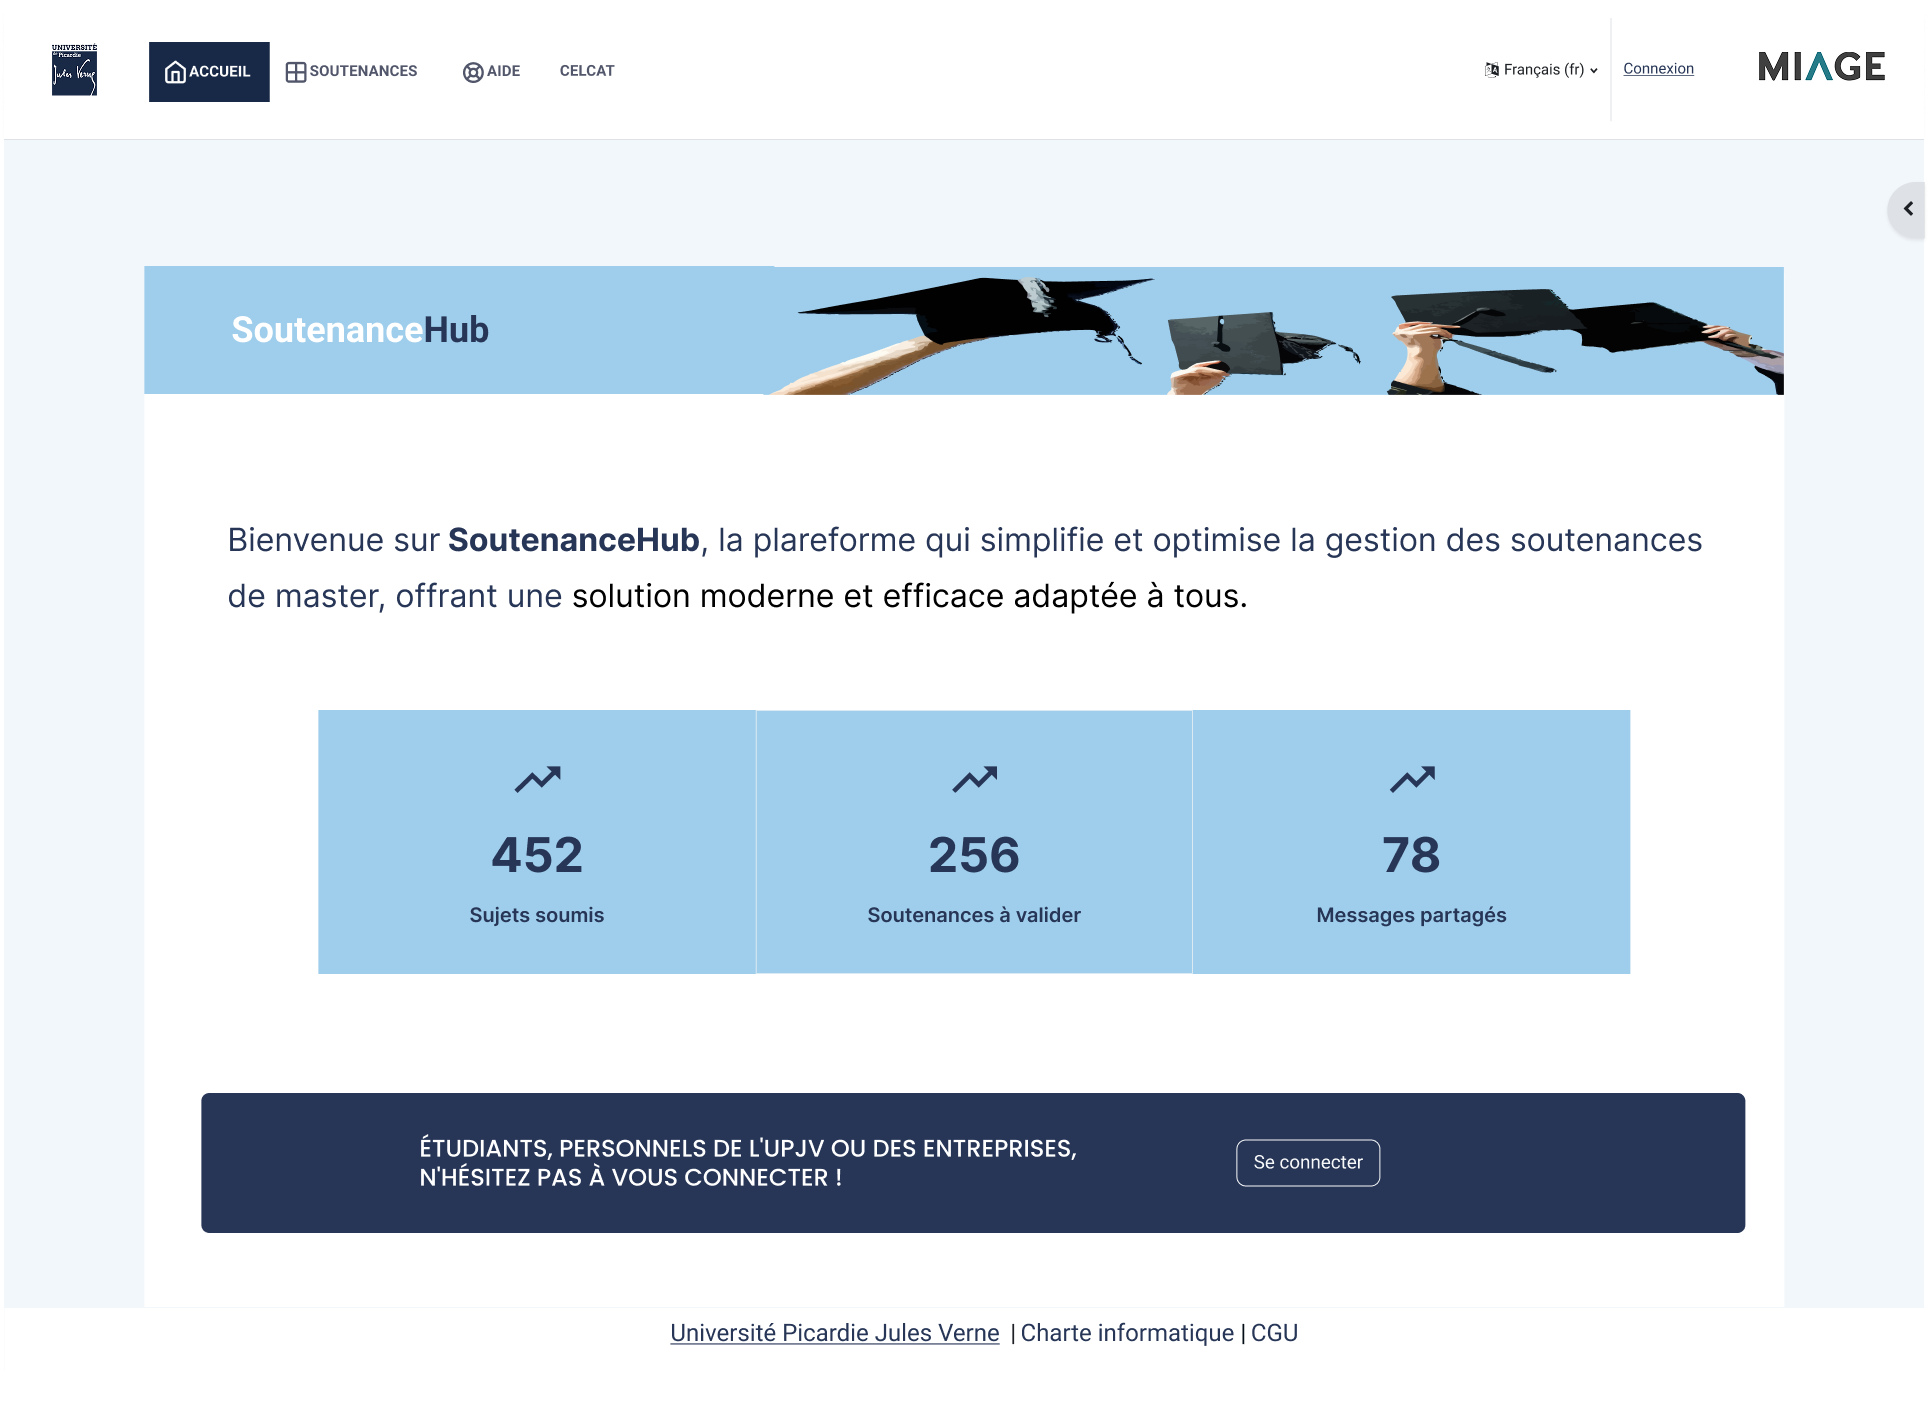 UNIVERSITÉ
de Picardie
Jules Verne
ACCUEIL
SOUTENANCES
AIDE
CELCAT
Français (fr)
Connexion
MIAGE
SoutenanceHub
Bienvenue sur SoutenanceHub, la plareforme qui simplifie et optimise la gestion des soutenances
de master, offrant une solution moderne et efficace adaptée à tous.
452
Sujets soumis
256
Soutenances à valider
78
Messages partagés
ÉTUDIANTS, PERSONNELS DE L'UPJV OU DES ENTREPRISES,
N'HÉSITEZ PAS À VOUS CONNECTER !
Se connecter
Université Picardie Jules Verne | Charte informatique | CGU